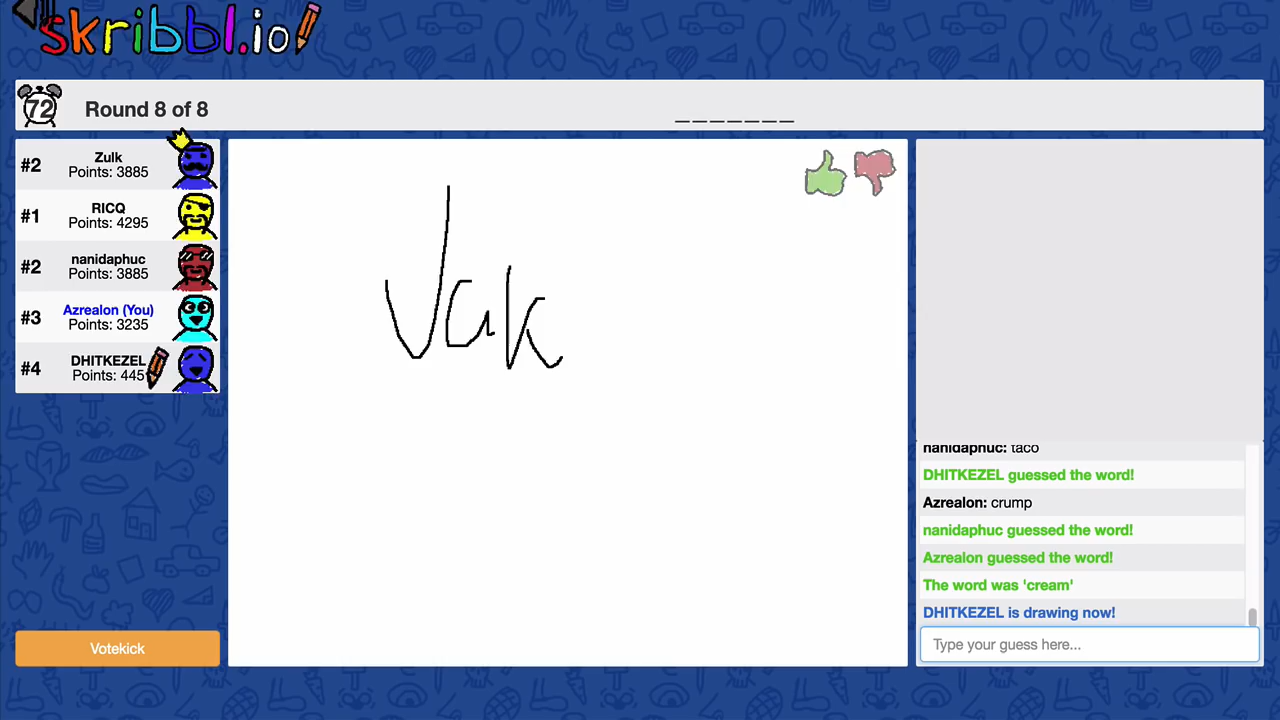 skribbl.io
72
Round 8 of 8
_______
#2
Zulk
Points: 3885
#1
RICQ
Points: 4295
#2
nanidaphuc
Points: 3885
#3
Azrealon (You)
Points: 3235
#4
DHITKEZEL
Points: 445
Votekick
Vak
nanidaphuc: taco
DHITKEZEL guessed the word!
Azrealon: crump
nanidaphuc guessed the word!
Azrealon guessed the word!
The word was 'cream'
DHITKEZEL is drawing now!
Type your guess here...